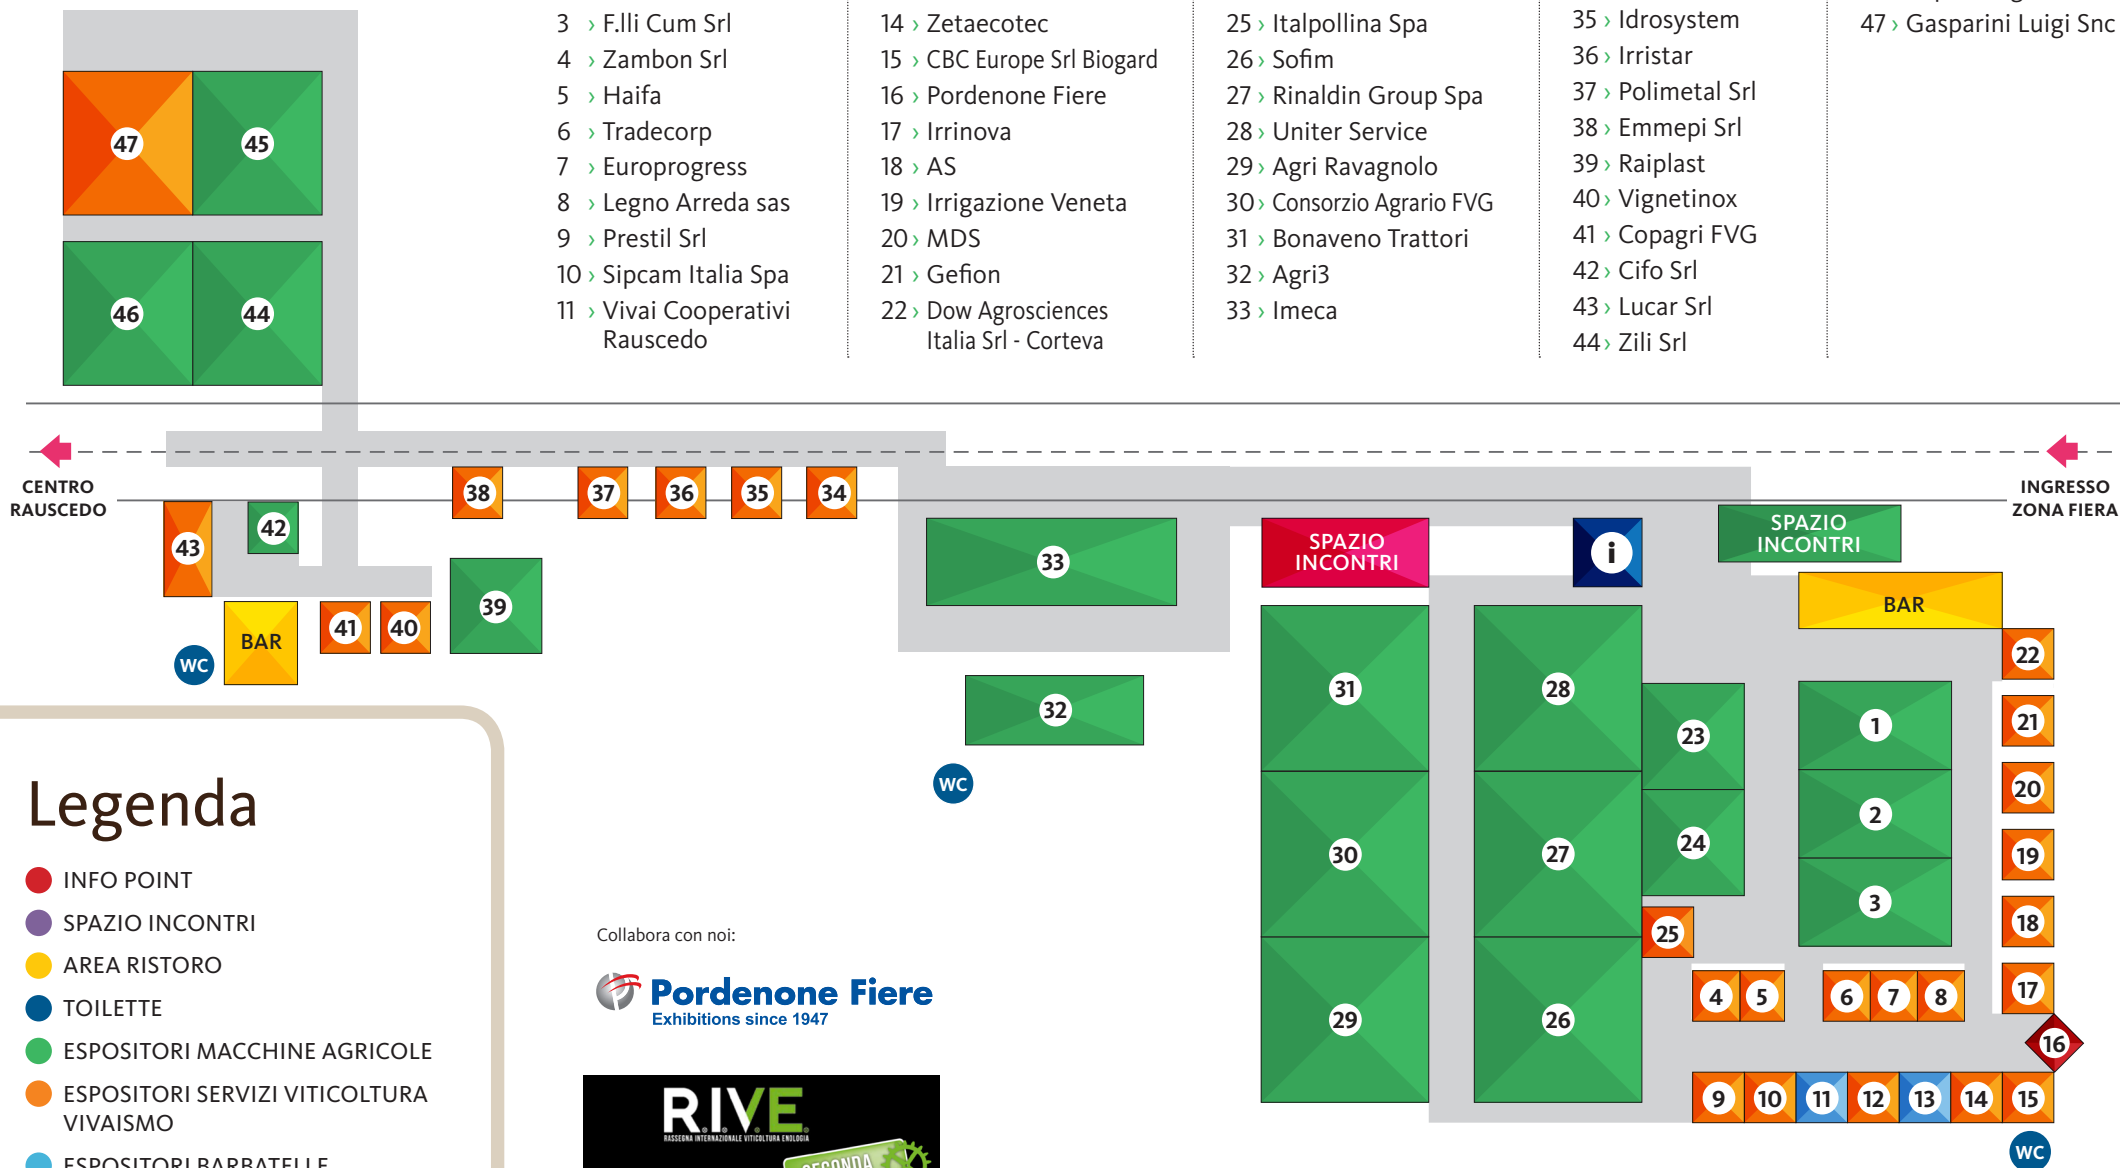 3 › F.lli Cum Srl
4 › Zambon Srl
5 › Haifa
6 › Tradecorp
7 › Europrogress
8 › Legno Arreda sas
9 › Prestil Srl
10 › Sipcam Italia Spa
11 › Vivai Cooperativi
Rauscedo
14 › Zetaecotec
15 › CBC Europe Srl Biogard
16 › Pordenone Fiere
17 › Irrinova
18 › AS
19 › Irrigazione Veneta
20 › MDS
21 › Gefion
22 › Dow Agrosciences
Italia Srl - Corteva
25 › Italpollina Spa
26 › Sofim
27 › Rinaldin Group Spa
28 › Uniter Service
29 › Agri Ravagnolo
30 › Consorzio Agrario FVG
31 › Bonaveno Trattori
32 › Agri3
33 › Imeca
35 › Idrosystem
36 › Irristar
37 › Polimetal Srl
38 › Emmepi Srl
39 › Raiplast
40 › Vignetinox
41 › Copagri FVG
42 › Cifo Srl
43 › Lucar Srl
44 › Zili Srl
47 › Gasparini Luigi Snc
47
45
46
44
CENTRO
RAUSCEDO
INGRESSO
ZONA FIERA
38
37
36
35
34
43
42
33
SPAZIO
INCONTRI
i
SPAZIO
INCONTRI
BAR
39
41
40
BAR
WC
32
WC
31
30
29
28
27
26
23
24
25
1
2
3
22
21
20
19
18
17
16
4
5
6
7
8
9
10
11
12
13
14
15
WC
Legenda
INFO POINT
SPAZIO INCONTRI
AREA RISTORO
TOILETTE
ESPOSITORI MACCHINE AGRICOLE
ESPOSITORI SERVIZI VITICOLTURA
VIVAISMO
ESPOSITORI BARBATELLE
Collabora con noi:
Pordenone Fiere
Exhibitions since 1947
R.I.V.E.
RASSEGNA INTERNAZIONALE VITICOLTURA ENOLOGIA
SECONDA